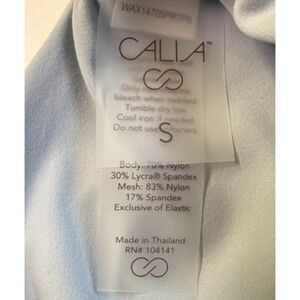 CALIA™
Only
bleach when needed
Tumble dry low
Cool iron if needed
Do not use softeners
S
Body: 70% Nylon
30% Lycra® Spandex
Mesh: 83% Nylon
17% Spandex
Exclusive of Elastic
Made in Thailand
RN# 104141